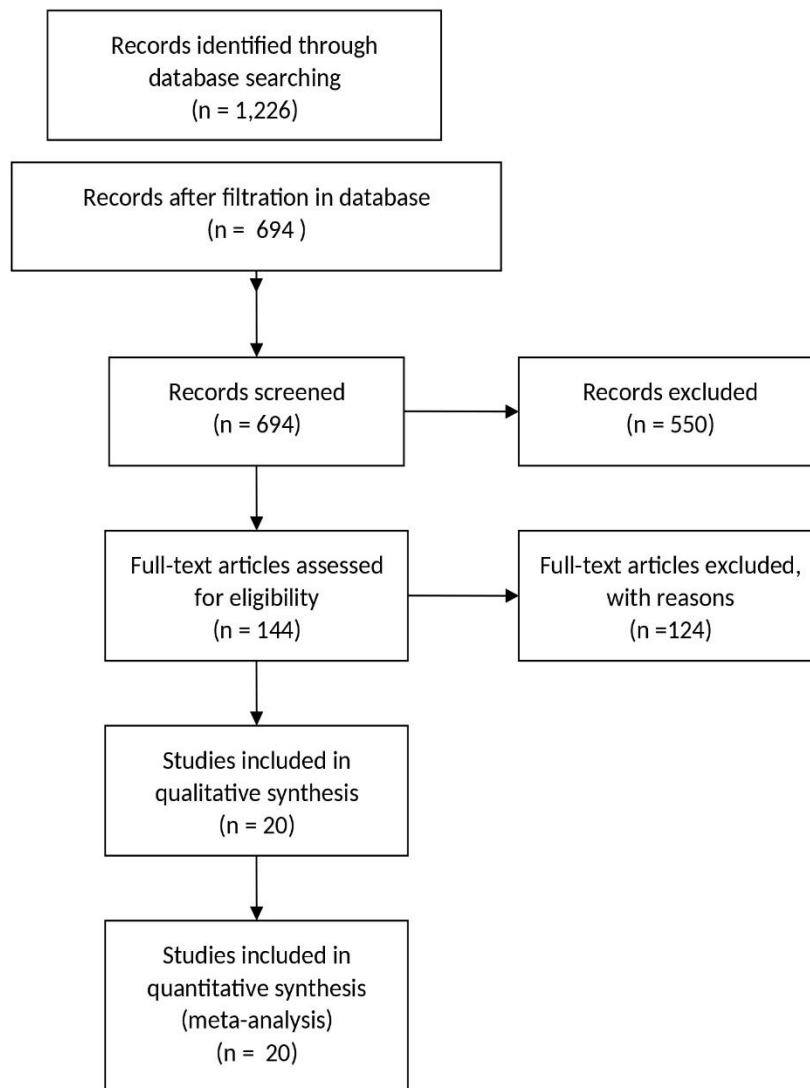 Records identified through
database searching
(n = 1,226)
Records after filtration in database
(n =  694 )
Records screened
(n = 694)
Records excluded
(n = 550)
Full-text articles assessed
for eligibility
(n = 144)
Full-text articles excluded,
with reasons
(n =124)
Studies included in
qualitative synthesis
(n = 20)
Studies included in
quantitative synthesis
(meta-analysis)
(n =  20)